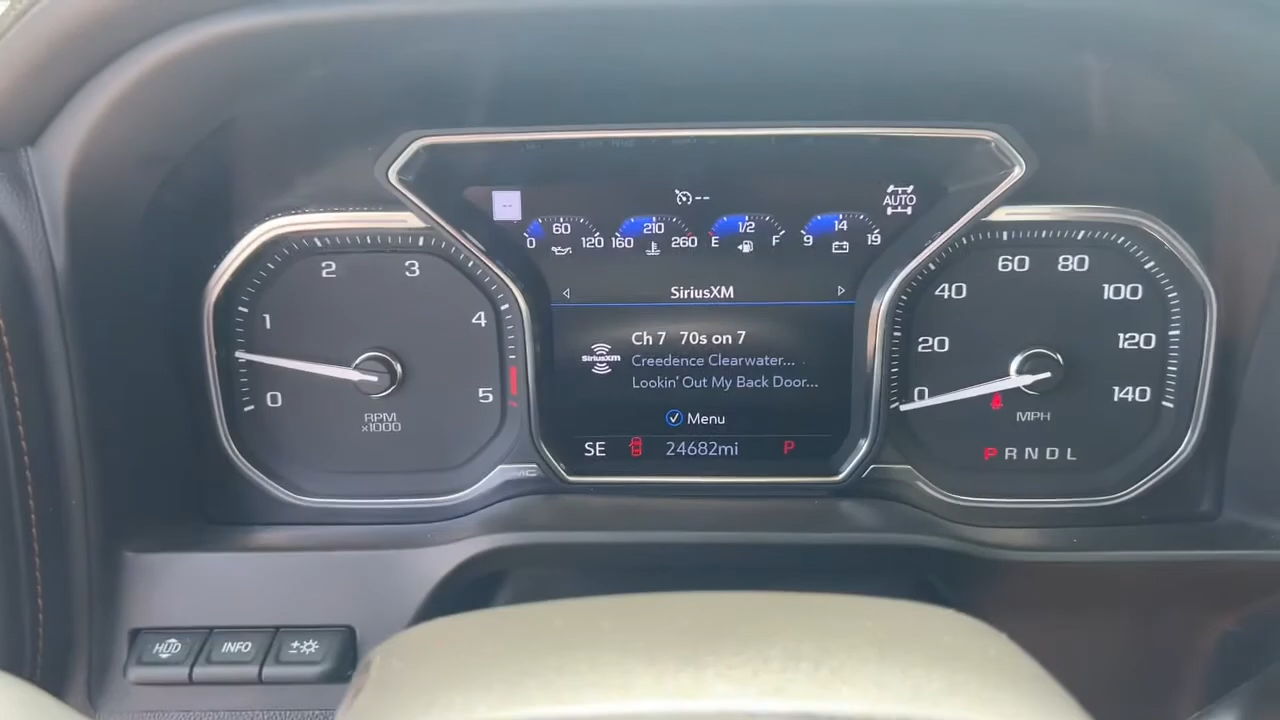 -- --
AUTO
60 210 1/2 14
0 120 160 260 E F 9 19
SiriusXM
Ch 7 70s on 7
SiriusXM
Creedence Clearwater...
Lookin' Out My Back Door...
Menu
SE 24682mi P
0 1 2 3 4 5
RPM
x1000
0 20 40 60 80 100 120 140
MPH
P R N D L
HUD INFO ±